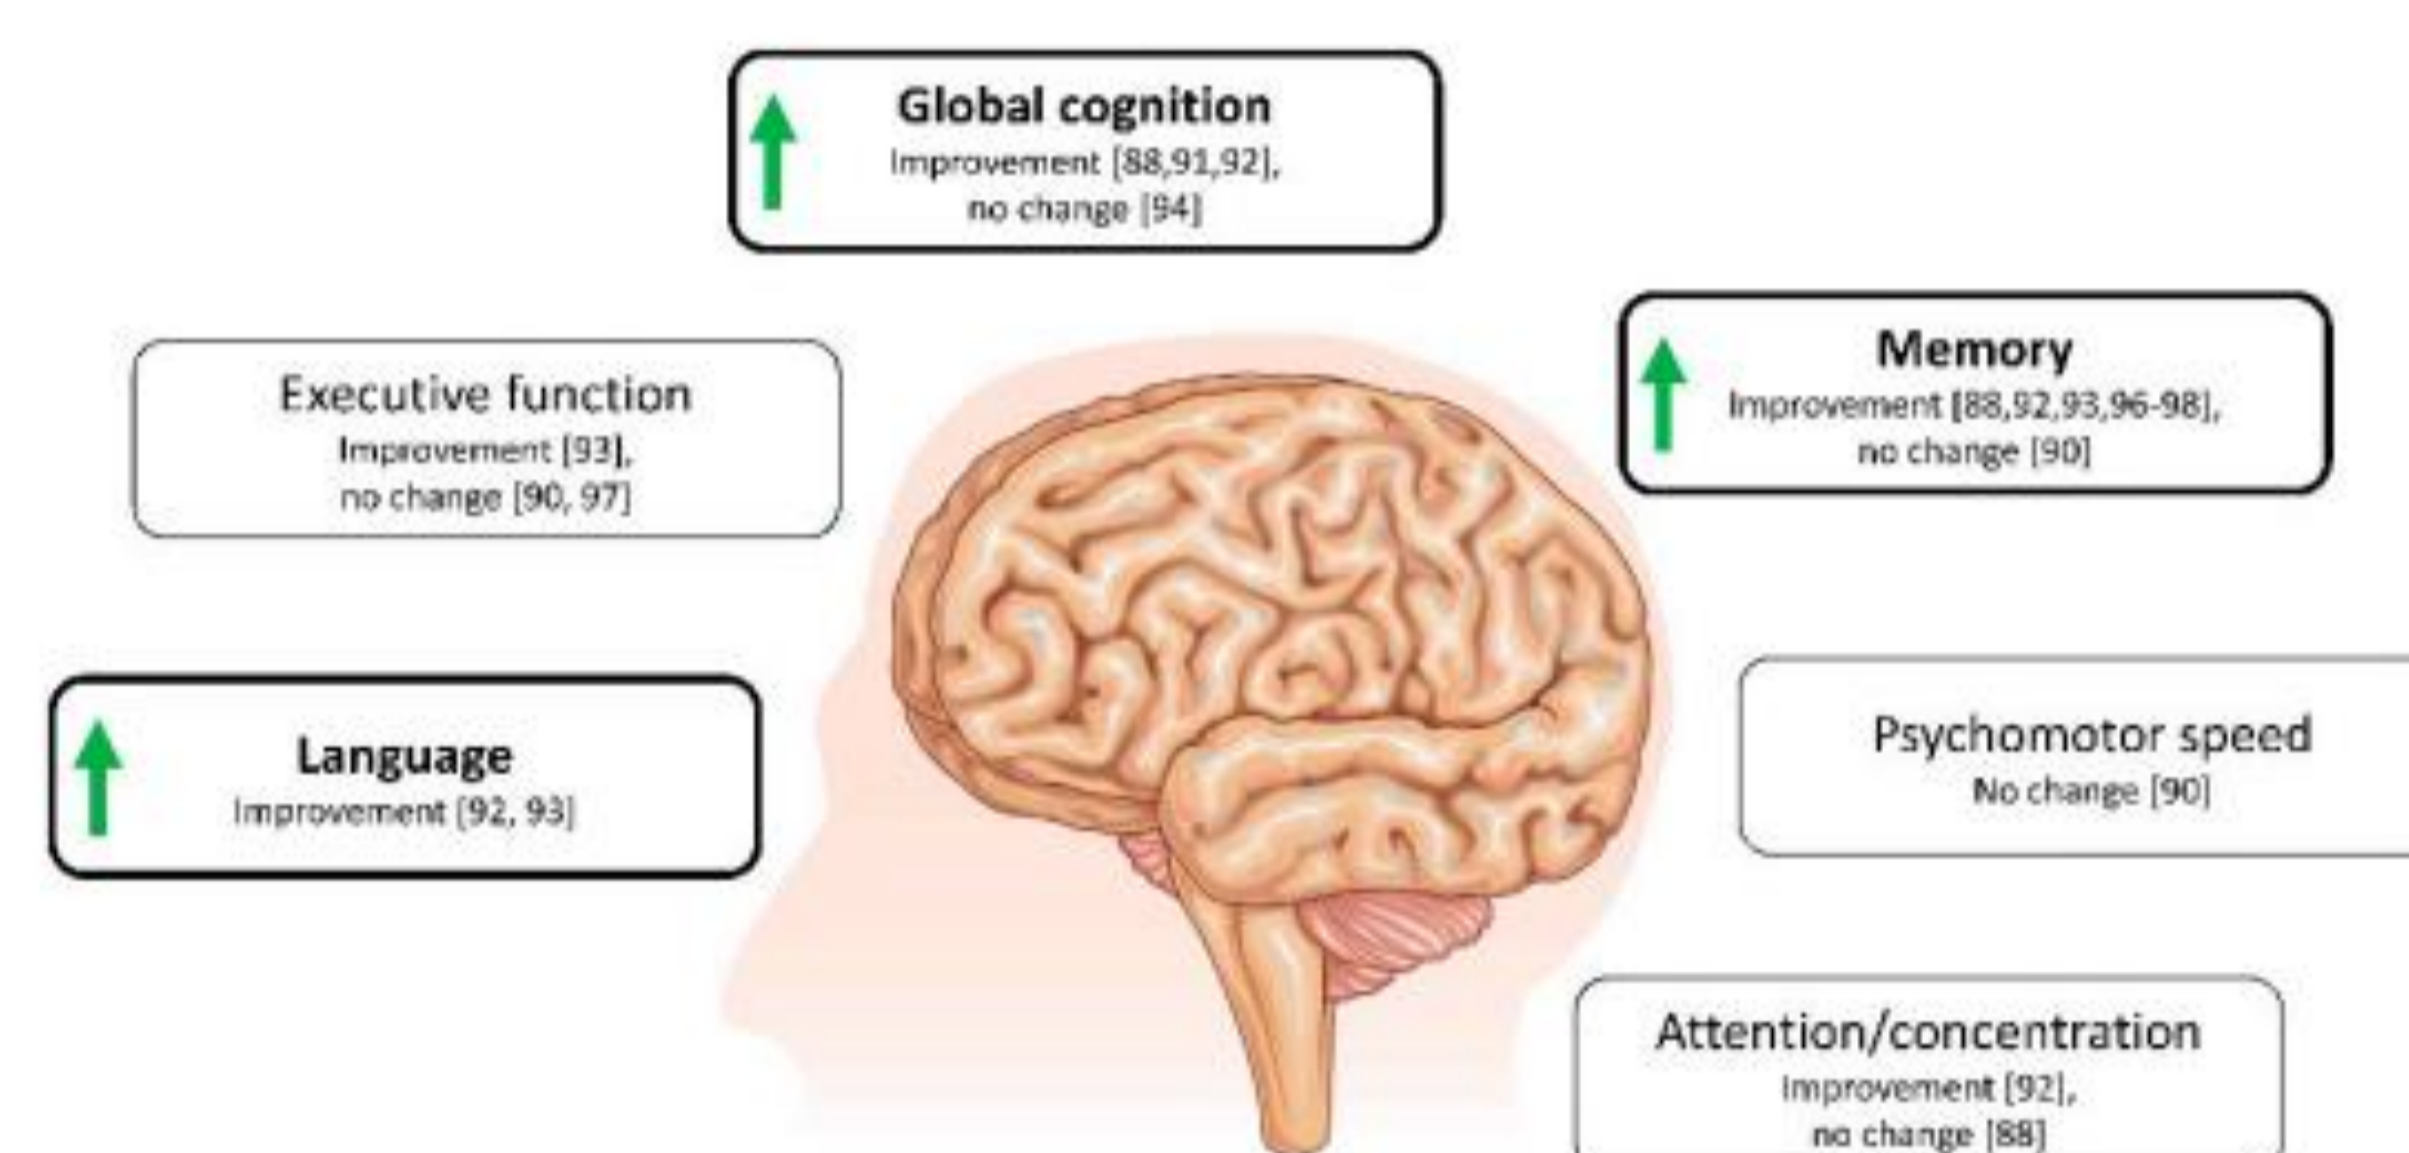 Global cognition
Improvement [88,91,92],
no change [94]
Executive function
Improvement [93],
no change [90, 97]
Memory
Improvement [88,92,93,96-98],
no change [90]
Language
Improvement [92, 93]
Psychomotor speed
No change [90]
Attention/concentration
Improvement [92],
no change [88]